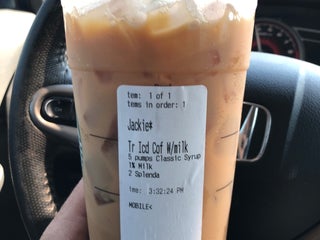 tem: 1 of 1
tems in order: 1
Jackie*
Tr Icd Cof W/milk
5 pumps Classic Syrup
1% Milk
2 Splenda
ime: 3:32:24 PM
MOBILE<